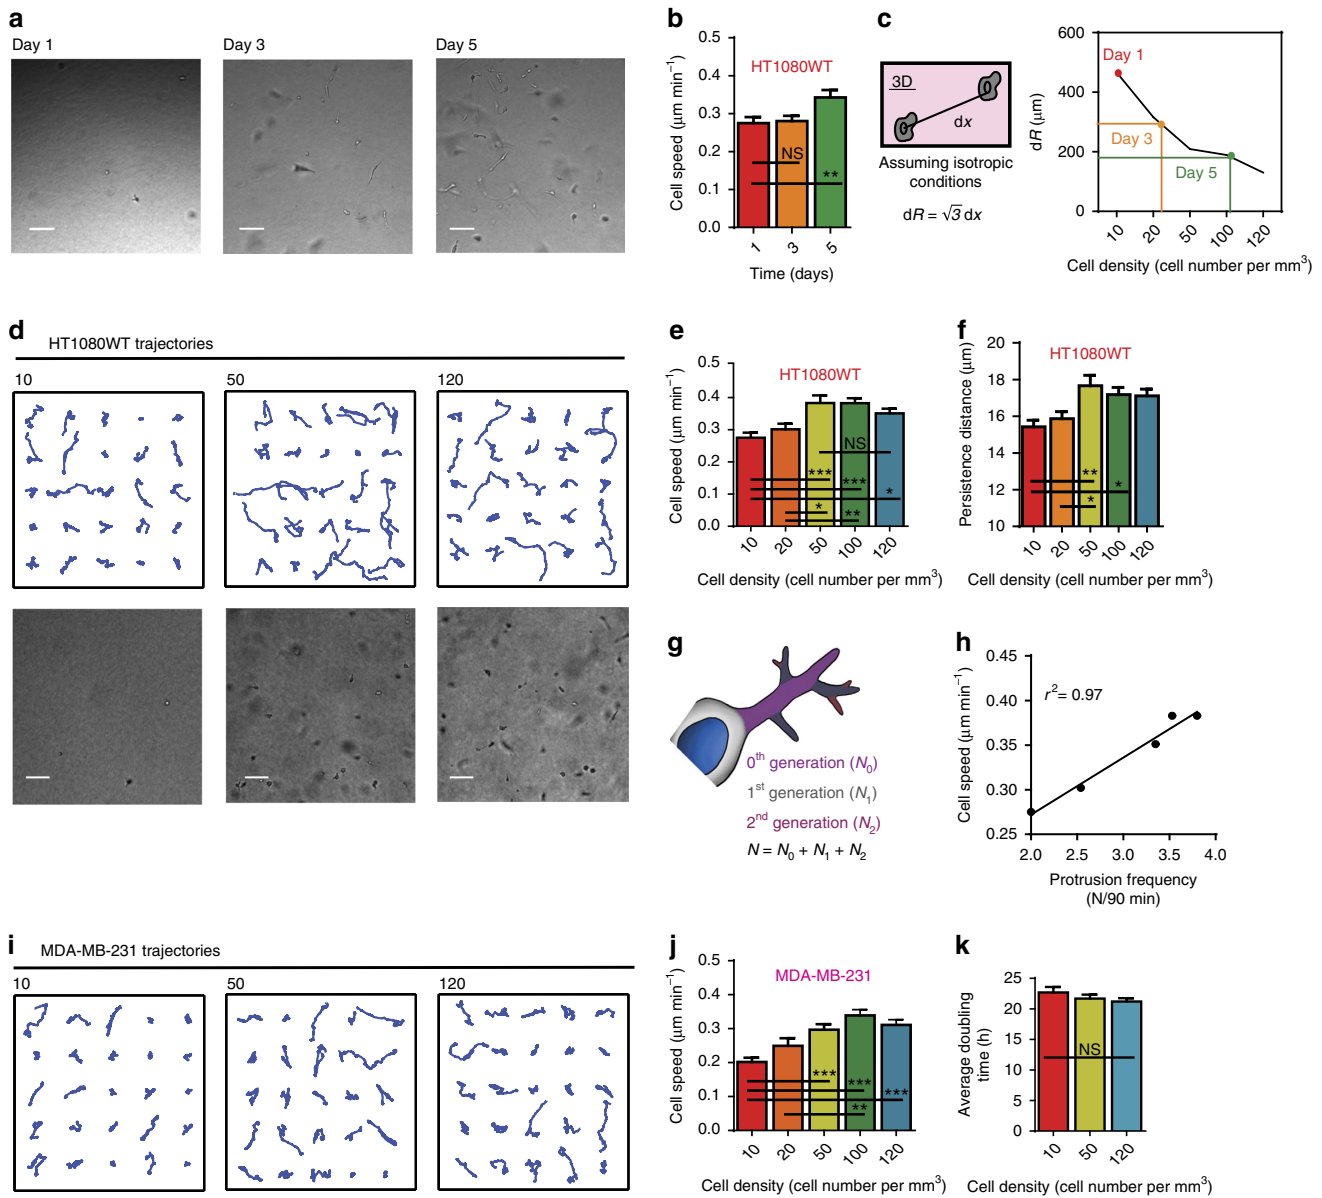 a
Day 1
Day 3
Day 5
b
HT1080WT
Cell speed (µm min⁻¹)
0.5
0.4
0.3
0.2
0.1
0.0
NS
**
1
3
5
Time (days)
c
3D
dx
Assuming isotropic
conditions
dR = √3 dx
dR (µm)
600
400
200
0
Day 1
Day 3
Day 5
10
20
50
100
120
Cell density (cell number per mm³)
d
HT1080WT trajectories
10
50
120
e
HT1080WT
Cell speed (µm min⁻¹)
0.5
0.4
0.3
0.2
0.1
0.0
NS
***
***
*
*
**
10
20
50
100
120
Cell density (cell number per mm³)
f
HT1080WT
Persistence distance (µm)
20
18
16
14
12
10
**
*
*
10
20
50
100
120
Cell density (cell number per mm³)
g
0th generation (N₀)
1st generation (N₁)
2nd generation (N₂)
N = N₀ + N₁ + N₂
h
Cell speed (µm min⁻¹)
0.45
0.40
0.35
0.30
0.25
r² = 0.97
2.0
2.5
3.0
3.5
4.0
Protrusion frequency
(N/90 min)
i
MDA-MB-231 trajectories
10
50
120
j
MDA-MB-231
Cell speed (µm min⁻¹)
0.5
0.4
0.3
0.2
0.1
0.0
***
***
***
**
10
20
50
100
120
Cell density (cell number per mm³)
k
Average doubling
time (h)
25
20
15
10
5
0
NS
10
50
120
Cell density (cell number per mm³)